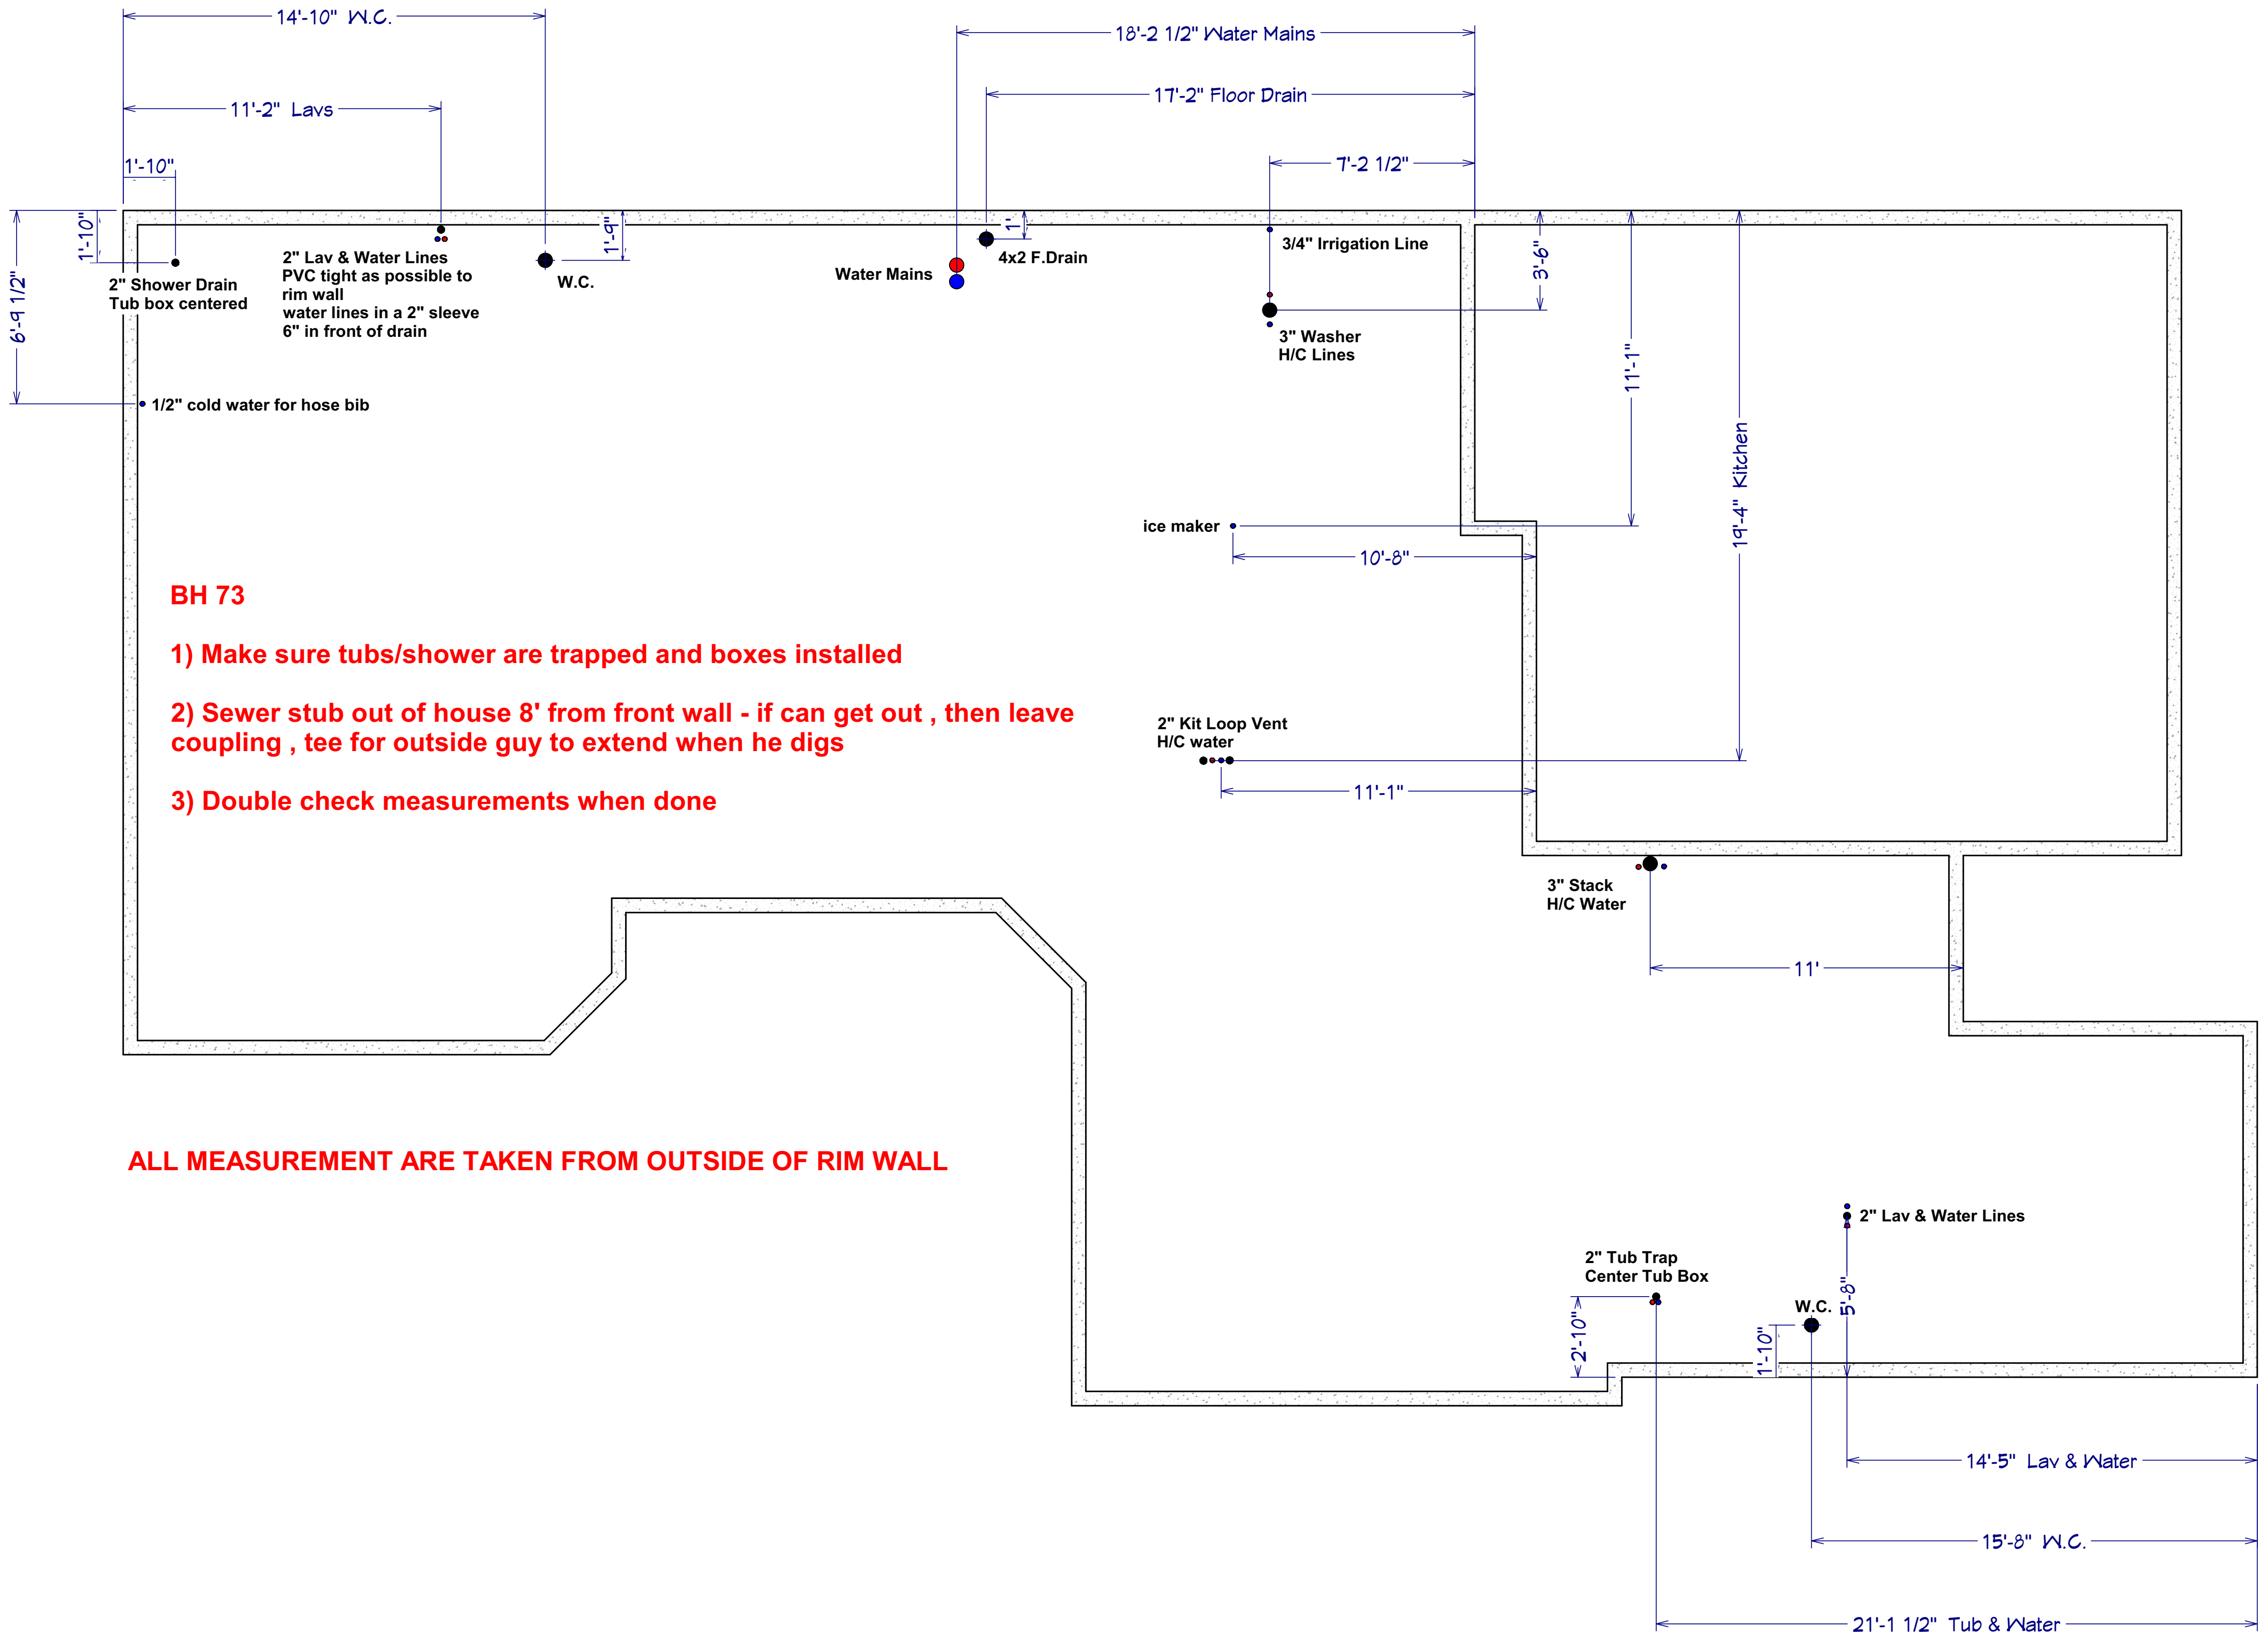 14'-10" W.C.
18'-2 1/2" Water Mains
17'-2" Floor Drain
11'-2" Lavs
7'-2 1/2"
1'-10"
1'-10"
1'-9"
1'
3'-6"
6'-9 1/2"
2" Shower Drain
Tub box centered
2" Lav & Water Lines
PVC tight as possible to
rim wall
water lines in a 2" sleeve
6" in front of drain
W.C.
Water Mains
4x2 F.Drain
3/4" Irrigation Line
3" Washer
H/C Lines
11'-1"
19'-4" Kitchen
1/2" cold water for hose bib
ice maker
10'-8"
BH 73
1) Make sure tubs/shower are trapped and boxes installed
2) Sewer stub out of house 8' from front wall - if can get out , then leave
coupling , tee for outside guy to extend when he digs
3) Double check measurements when done
2" Kit Loop Vent
H/C water
11'-1"
3" Stack
H/C Water
11'
ALL MEASUREMENT ARE TAKEN FROM OUTSIDE OF RIM WALL
2" Lav & Water Lines
2" Tub Trap
Center Tub Box
W.C.
5'-8"
2'-10"
1'-10"
14'-5" Lav & Water
15'-8" W.C.
21'-1 1/2" Tub & Water